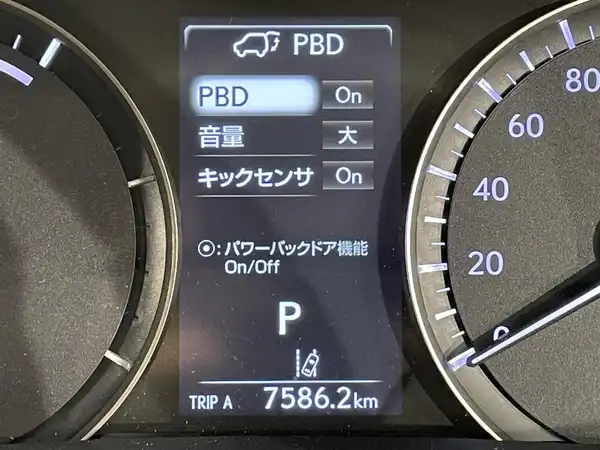 PBD
PBD On
音量 大
キックセンサ On
⦿:パワーバックドア機能
On/Off
P
TRIP A 7586.2km
80
60
40
20
0